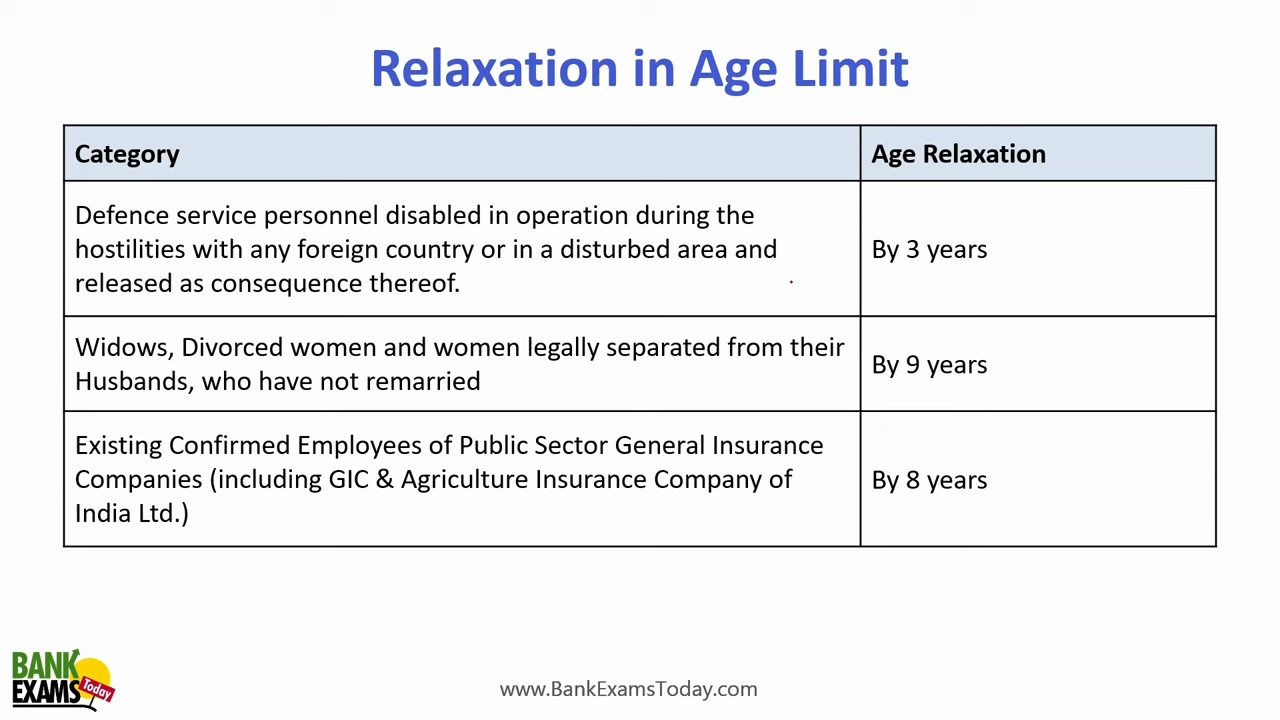 Relaxation in Age Limit
Category
Age Relaxation
Defence service personnel disabled in operation during the
hostilities with any foreign country or in a disturbed area and
released as consequence thereof.
By 3 years
Widows, Divorced women and women legally separated from their
Husbands, who have not remarried
By 9 years
Existing Confirmed Employees of Public Sector General Insurance
Companies (including GIC & Agriculture Insurance Company of
India Ltd.)
By 8 years
BANK
EXAMS
Today
www.BankExamsToday.com